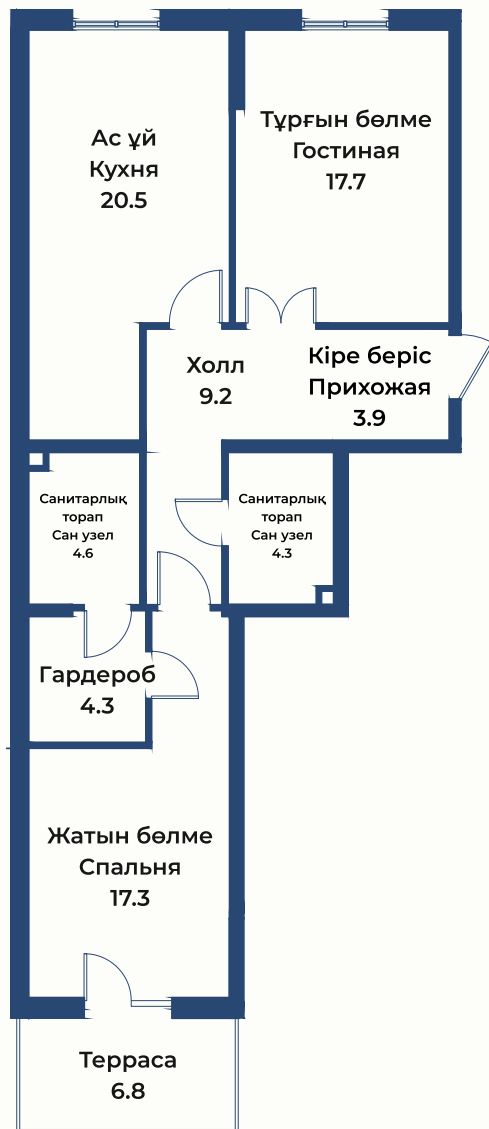 Ас ұй
Кухня
20.5
Тұрғын бөлме
Гостиная
17.7
Холл
9.2
Кіре беріс
Прихожая
3.9
Санитарлық
торап
Сан узел
4.6
Санитарлық
торап
Сан узел
4.3
Гардероб
4.3
Жатын бөлме
Спальня
17.3
Терраса
6.8